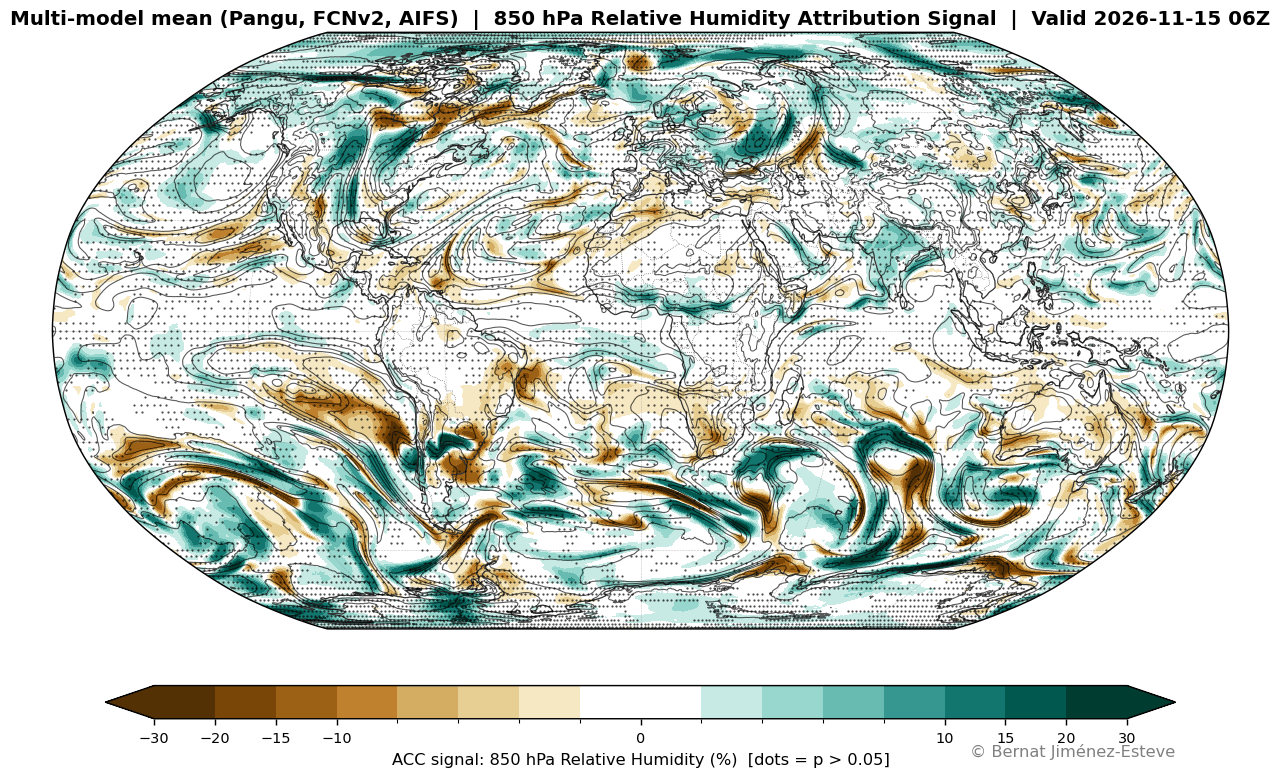 Multi-model mean (Pangu, FCNv2, AIFS)  |  850 hPa Relative Humidity Attribution Signal  |  Valid 2026-11-15 06Z
−30 −20 −15 −10 0 10 15 20 30
ACC signal: 850 hPa Relative Humidity (%)  [dots = p > 0.05]
© Bernat Jiménez-Esteve